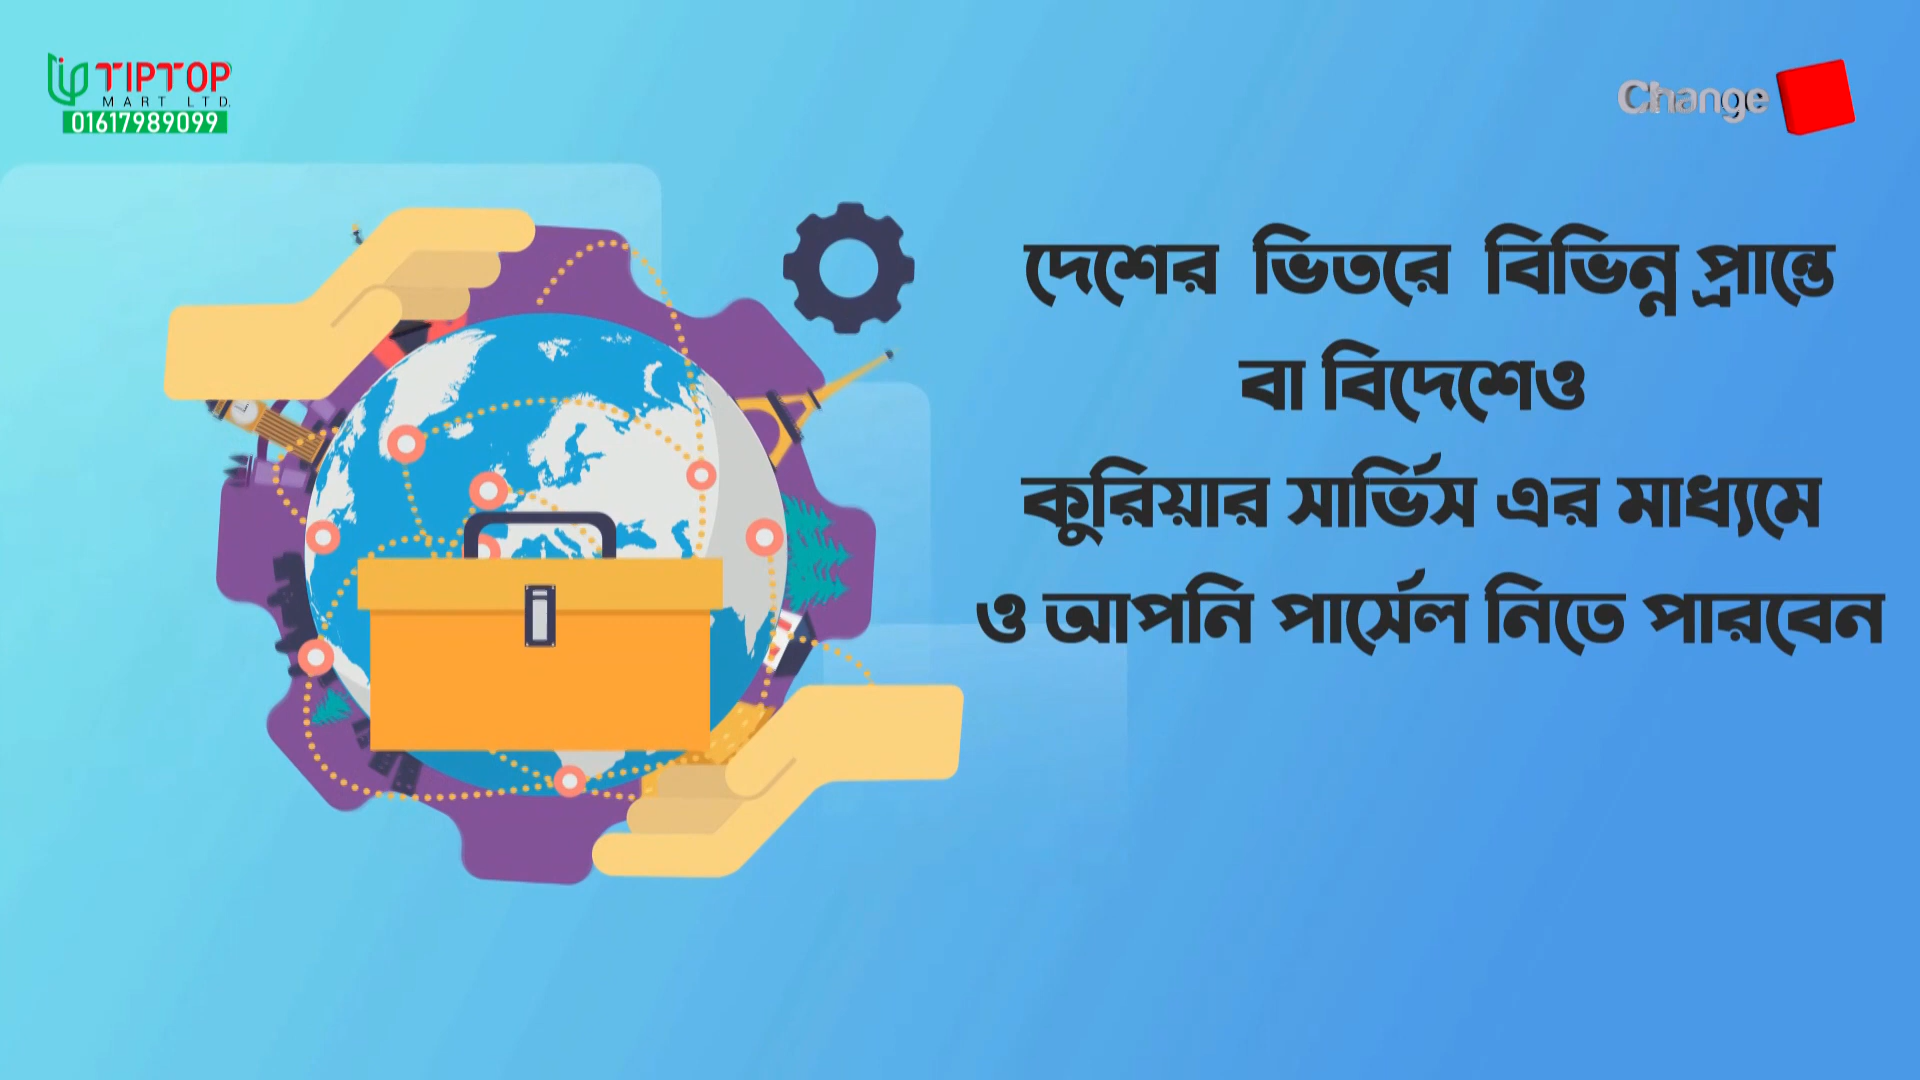 TIPTOP
MART LTD.
01617989099
Change
দেশের ভিতরে বিভিন্ন প্রান্তে
বা বিদেশেও
কুরিয়ার সার্ভিস এর মাধ্যমে
ও আপনি পার্সেল নিতে পারবেন